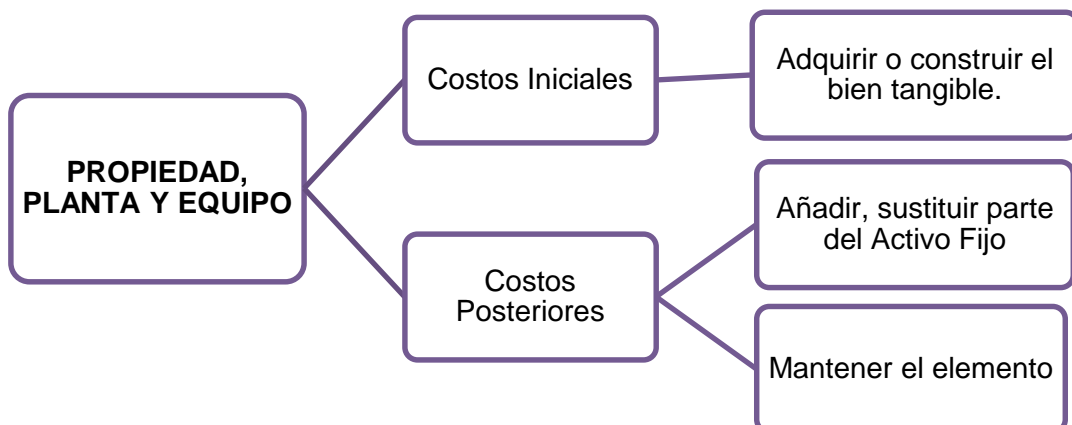 PROPIEDAD,
PLANTA Y EQUIPO
Costos Iniciales
Adquirir o construir el
bien tangible.
Costos
Posteriores
Añadir, sustituir parte
del Activo Fijo
Mantener el elemento